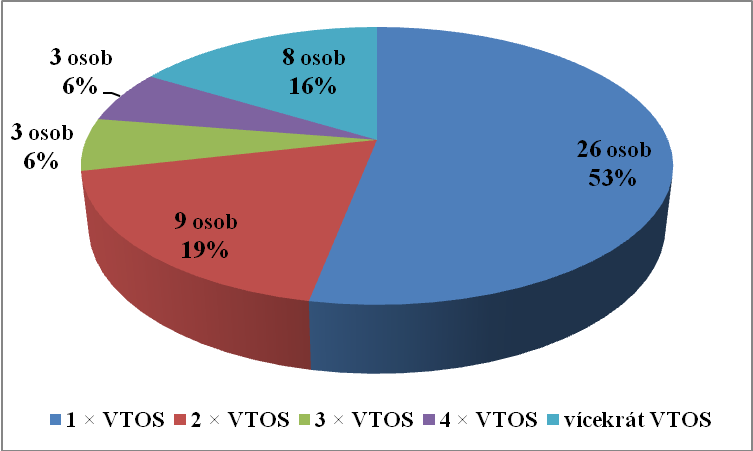 3 osob
6%
8 osob
16%
3 osob
6%
26 osob
53%
9 osob
19%
1 × VTOS 2 × VTOS 3 × VTOS 4 × VTOS vícekrát VTOS